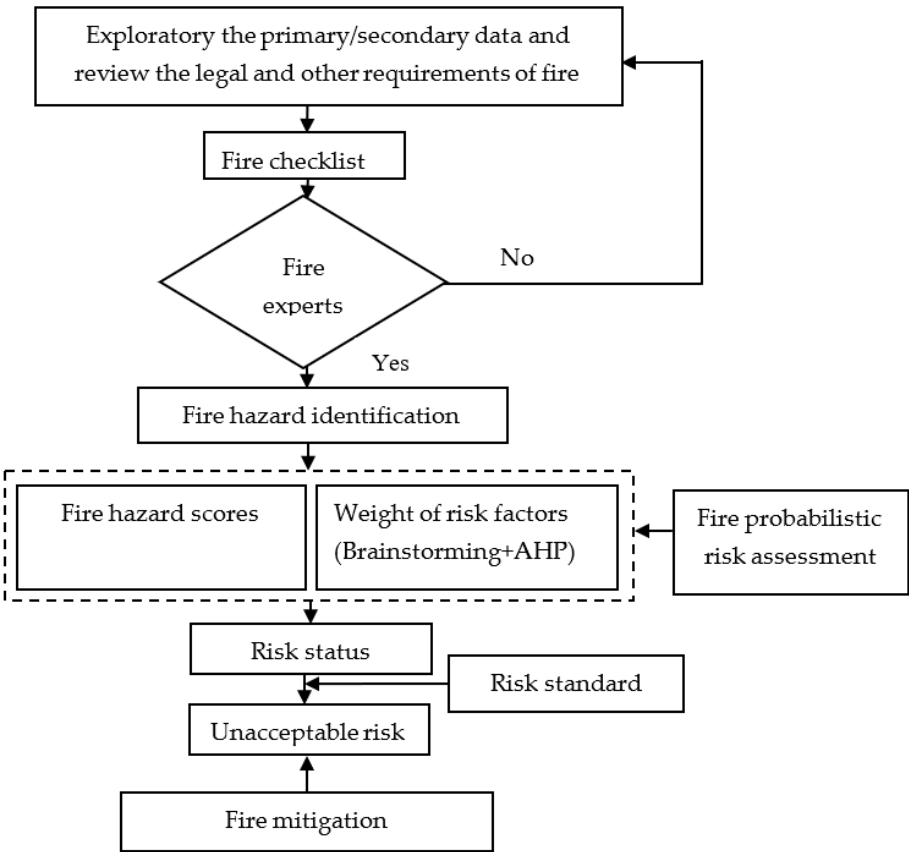 Exploratory the primary/secondary data and
review the legal and other requirements of fire
Fire checklist
Fire
experts
No
Yes
Fire hazard identification
Fire hazard scores
Weight of risk factors
(Brainstorming+AHP)
Fire probabilistic
risk assessment
Risk status
Risk standard
Unacceptable risk
Fire mitigation